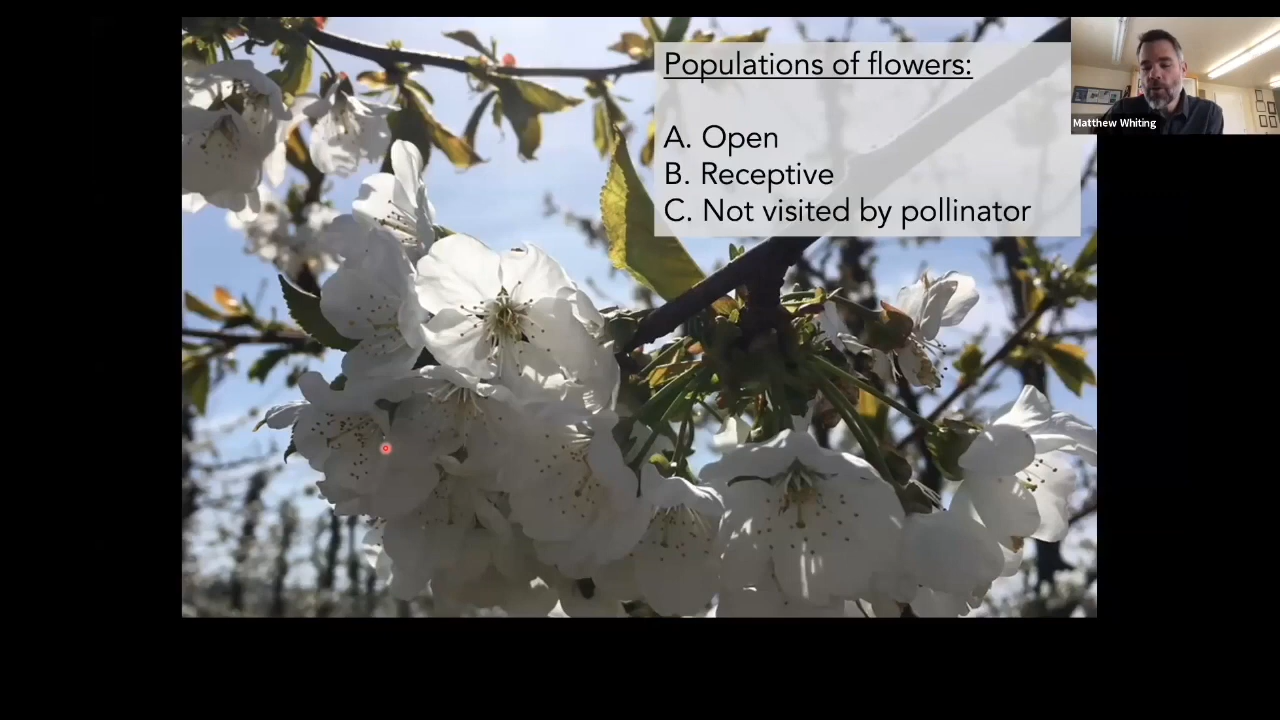 Populations of flowers:
A. Open
B. Receptive
C. Not visited by pollinator
Matthew Whiting